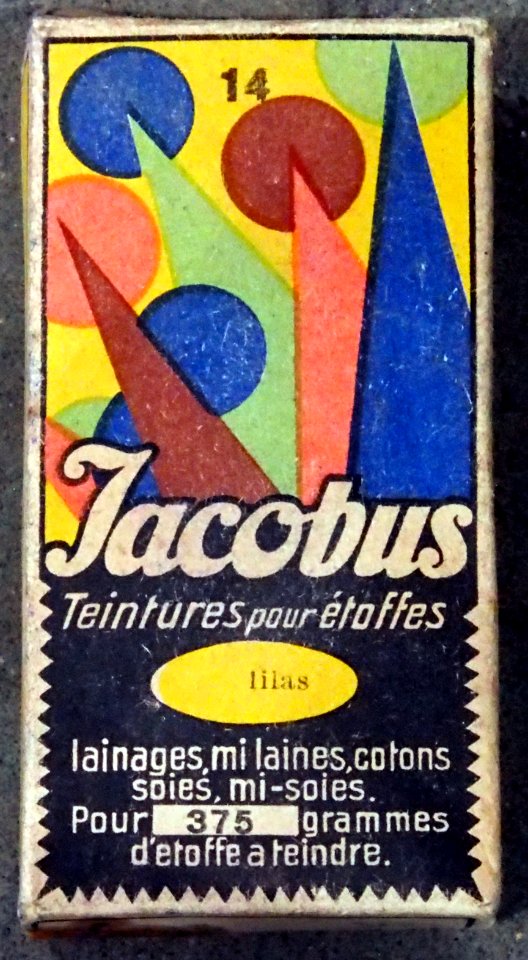 14
Jacobus
Teintures pour étoffes
lilas
lainages, mi laines, cotons
soies, mi-soies.
Pour 375 grammes
d'etoffe a teindre.